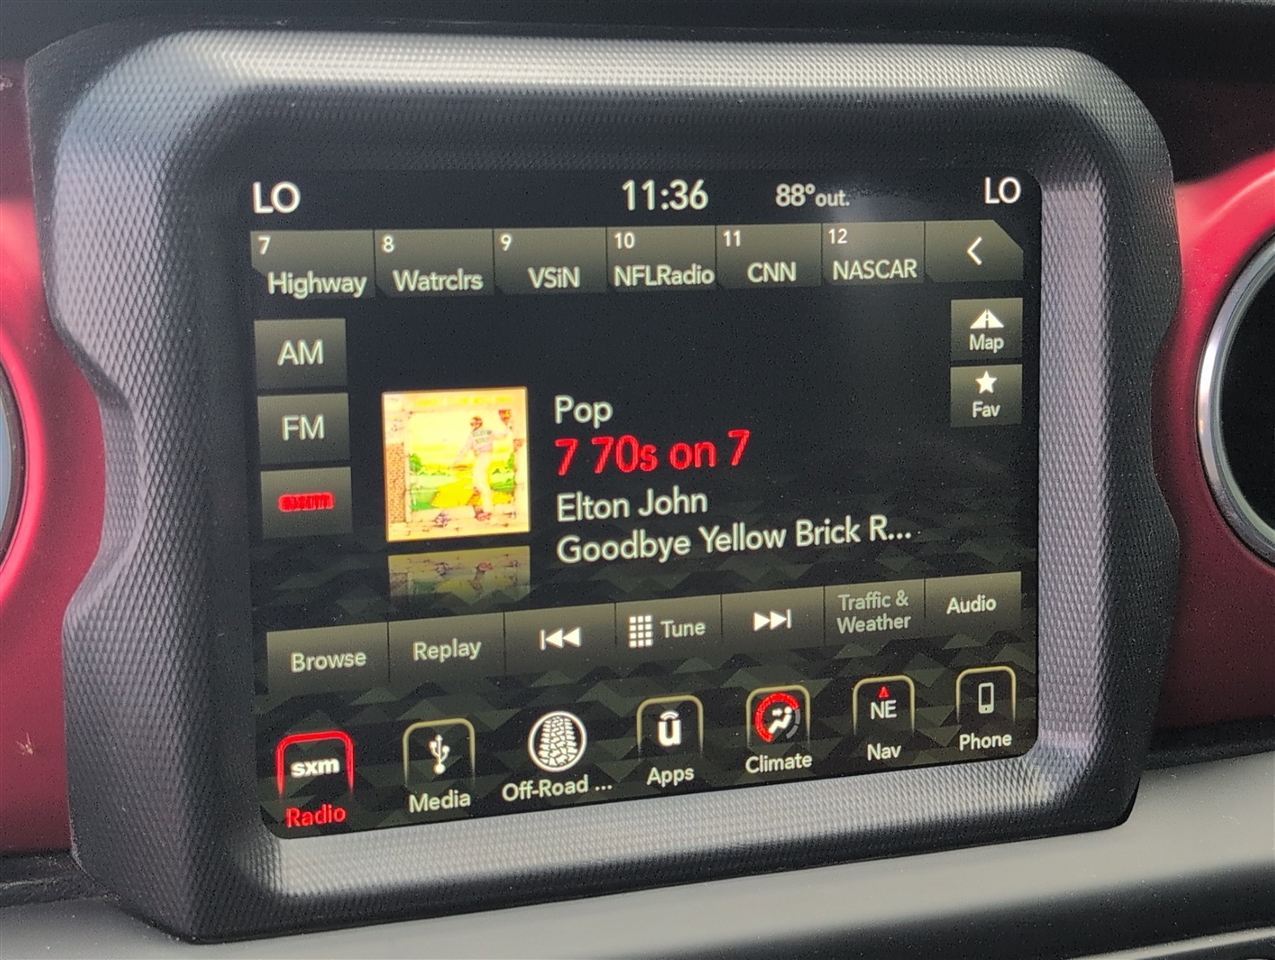 LO 11:36 88°out. LO
7 8 9 10 11 12
Highway Watrclrs VSiN NFLRadio CNN NASCAR
AM
Map
FM
Fav
Pop
7 70s on 7
Elton John
Goodbye Yellow Brick R...
Browse Replay Tune Traffic & Weather Audio
sxm
NE
Radio Media Off-Road ... Apps Climate Nav Phone